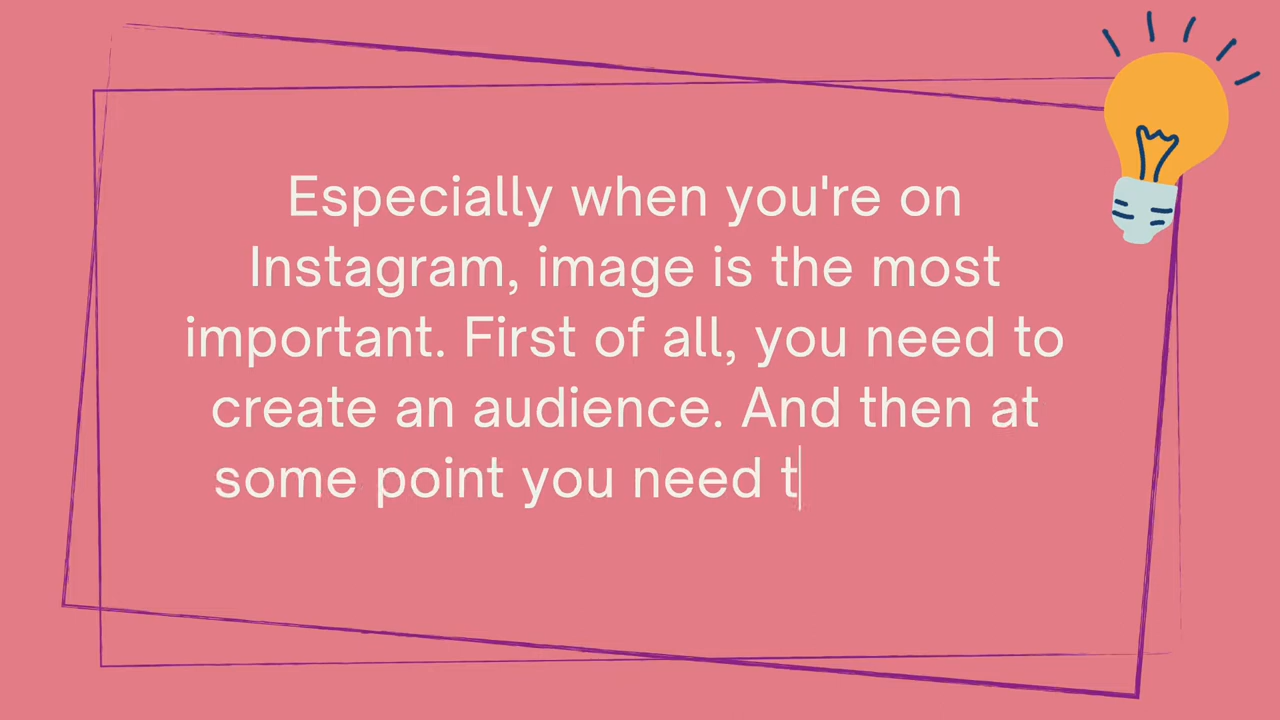 Especially when you're on
Instagram, image is the most
important. First of all, you need to
create an audience. And then at
some point you need t